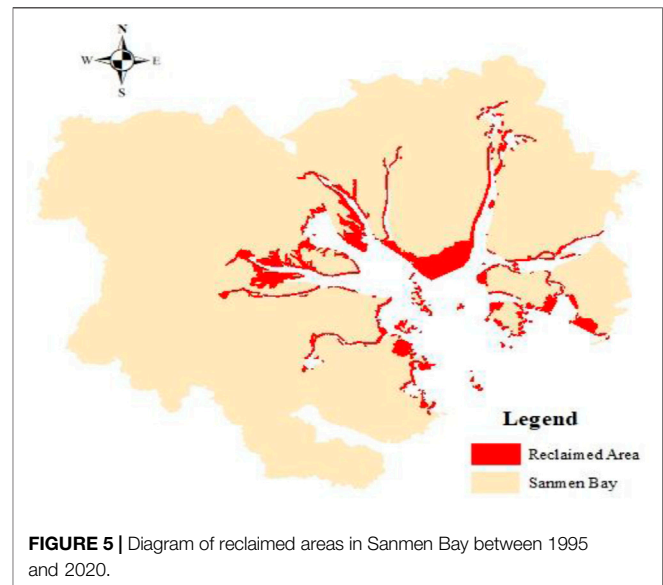 N
W E
S
Legend
Reclaimed Area
Sanmen Bay
FIGURE 5 | Diagram of reclaimed areas in Sanmen Bay between 1995
and 2020.